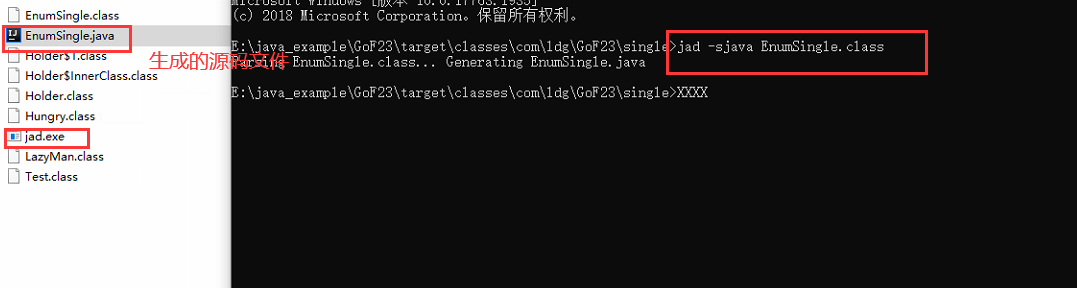 EnumSingle.class
EnumSingle.java
Holder$1.class
Holder$InnerClass.class
Holder.class
Hungry.class
jad.exe
LazyMan.class
Test.class
生成的源码文件
Microsoft Windows [版本 10.0.17763.1935]
(c) 2018 Microsoft Corporation。保留所有权利。
E:\java_example\GoF23\target\classes\com\ldg\GoF23\single>jad -sjava EnumSingle.class
Parsing EnumSingle.class... Generating EnumSingle.java
E:\java_example\GoF23\target\classes\com\ldg\GoF23\single>XXXX